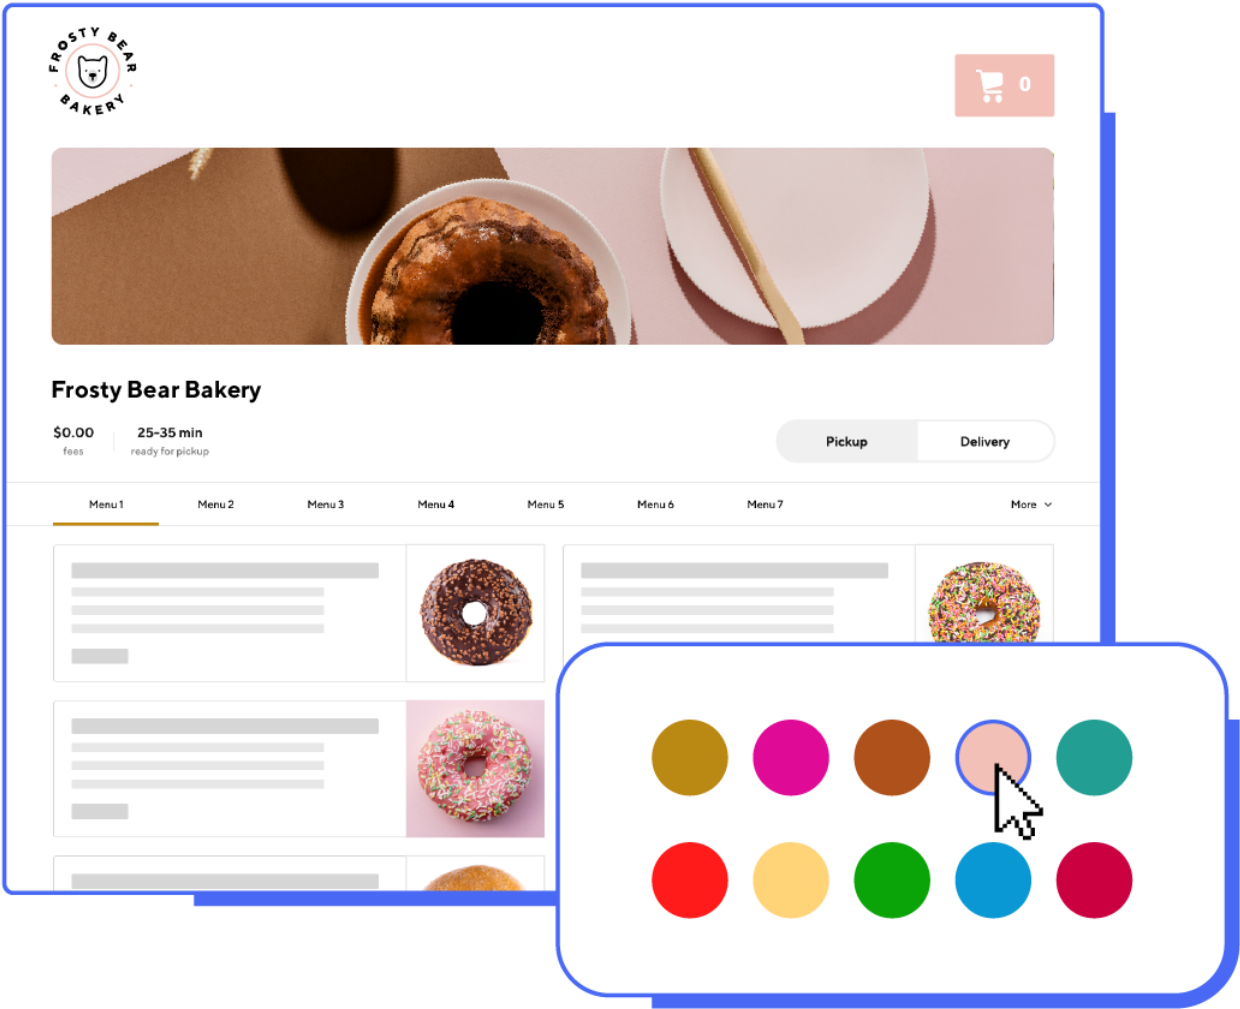 FROSTY BEAR
BAKERY
0
Frosty Bear Bakery
$0.00
fees
25-35 min
ready for pickup
Pickup
Delivery
Menu 1
Menu 2
Menu 3
Menu 4
Menu 5
Menu 6
Menu 7
More